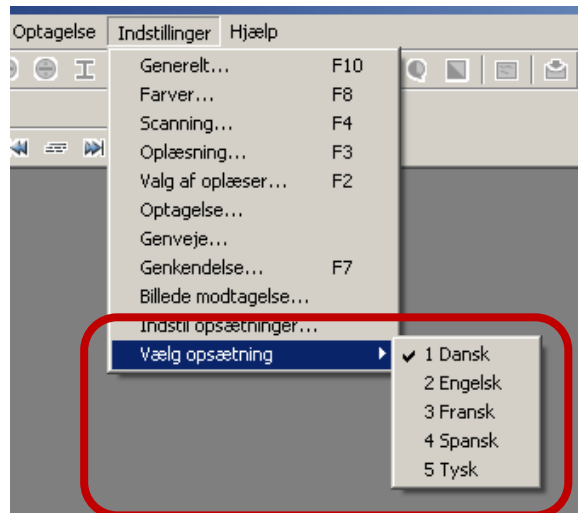 Optagelse Indstillinger Hjælp
Generelt... F10
Farver... F8
Scanning... F4
Oplæsning... F3
Valg af oplæser... F2
Optagelse...
Genveje...
Genkendelse... F7
Billede modtagelse...
Indstil opsætninger...
Vælg opsætning
1 Dansk
2 Engelsk
3 Fransk
4 Spansk
5 Tysk